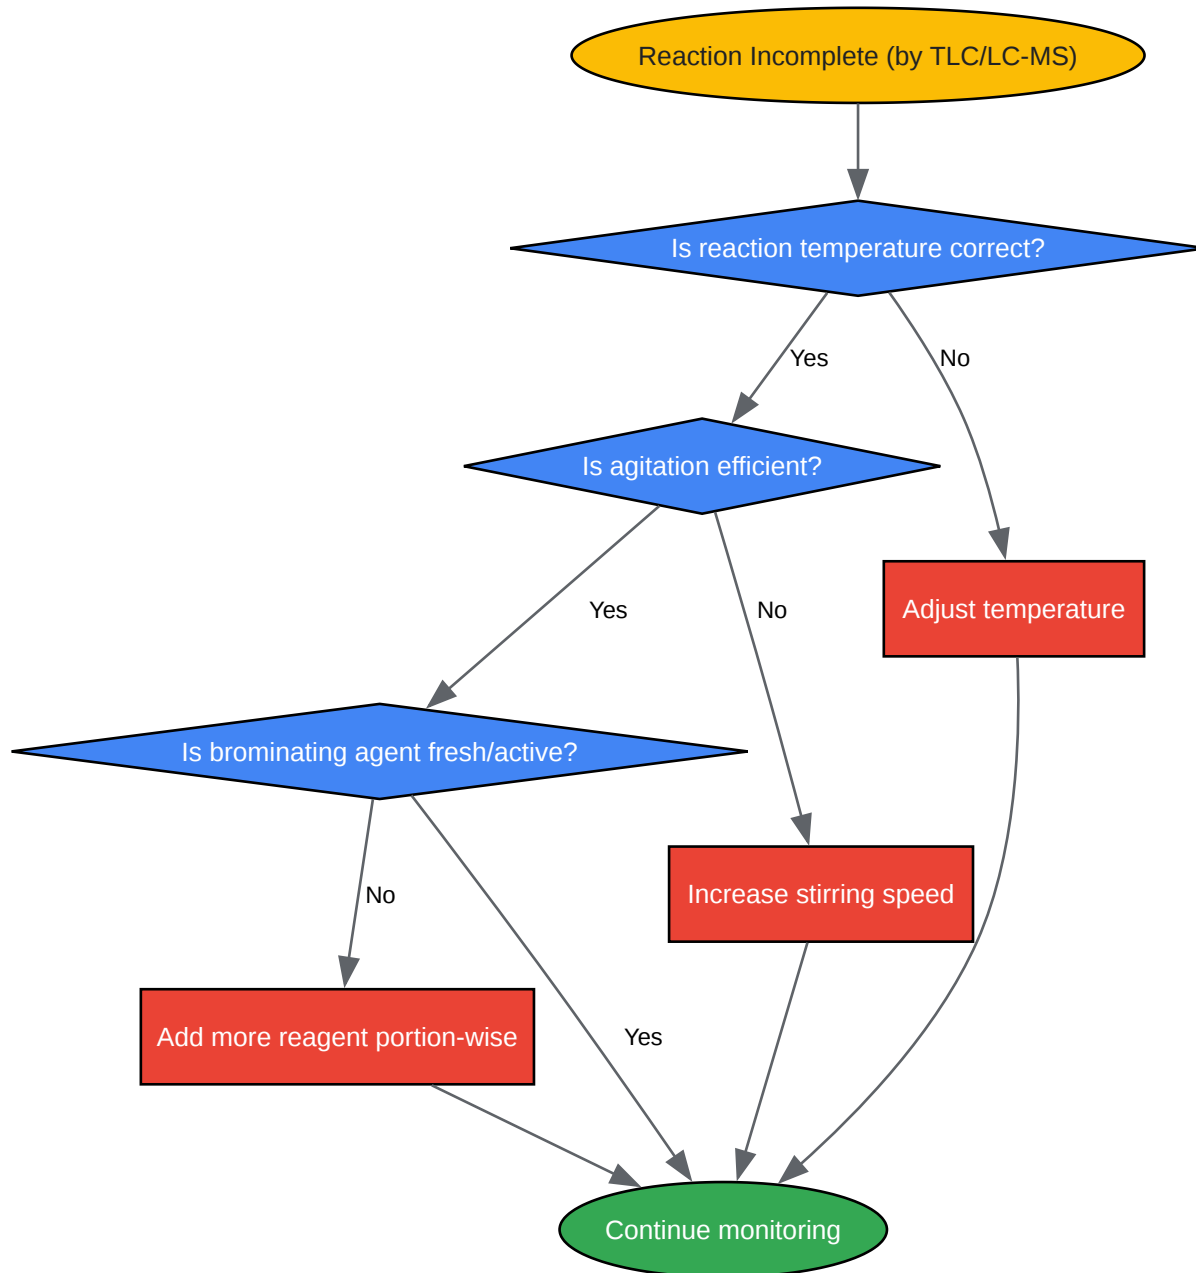 Reaction Incomplete (by TLC/LC-MS)
Is reaction temperature correct?
Yes
No
Is agitation efficient?
Yes
No
Adjust temperature
Is brominating agent fresh/active?
No
Increase stirring speed
Add more reagent portion-wise
Yes
Continue monitoring